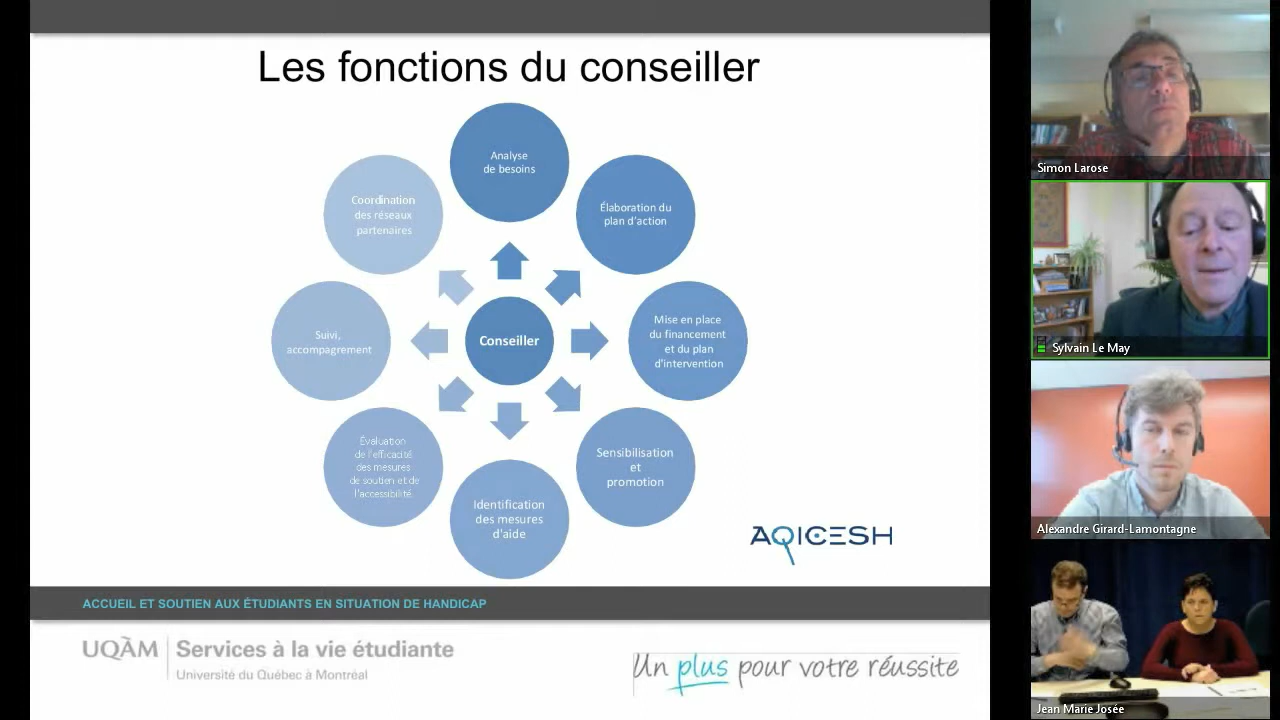 Les fonctions du conseiller
Analyse
de besoins
Élaboration du
plan d'action
Mise en place
du financement
et du plan
d'intervention
Sensibilisation
et
promotion
Identification
des mesures
d'aide
Évaluation
de l'efficacité
des mesures
de soutien et de
l'accessibilité.
Suivi,
accompagnement
Coordination
des réseaux
partenaires
Conseiller
AQICESH
ACCUEIL ET SOUTIEN AUX ÉTUDIANTS EN SITUATION DE HANDICAP
UQÀM
Services à la vie étudiante
Université du Québec à Montréal
Un plus pour votre réussite
Simon Larose
Sylvain Le May
Alexandre Girard-Lamontagne
Jean Marie Josée